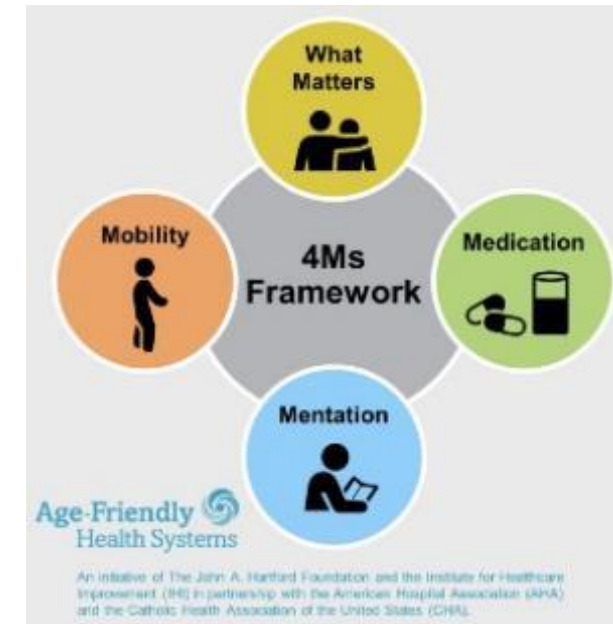 What
Matters
Mobility
4Ms
Framework
Medication
Mentation
Age-Friendly
Health Systems
An initiative of The John A. Hartford Foundation and the Institute for Healthcare
Improvement (IHI) in partnership with the American Hospital Association (AHA)
and the Catholic Health Association of the United States (CHA).